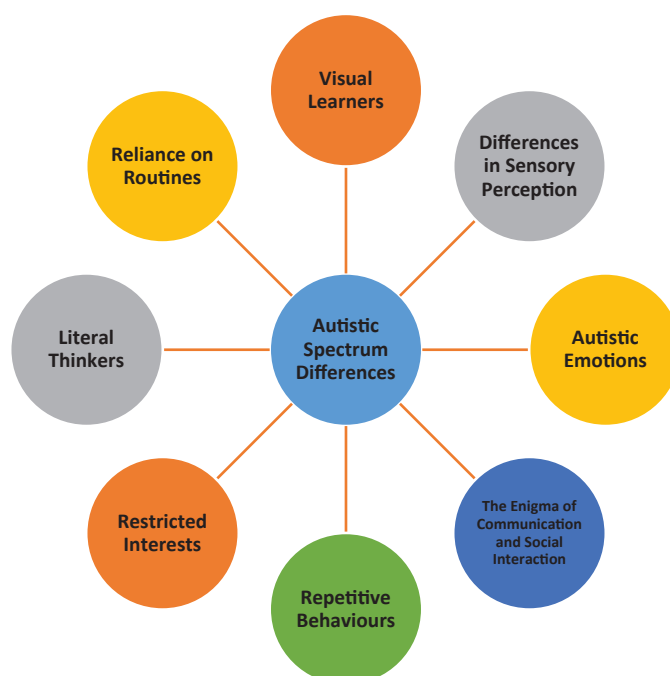 Visual
Learners
Differences
in Sensory
Perception
Autistic
Emotions
The Enigma of
Communication
and Social
Interaction
Repetitive
Behaviours
Restricted
Interests
Literal
Thinkers
Reliance on
Routines
Autistic
Spectrum
Differences